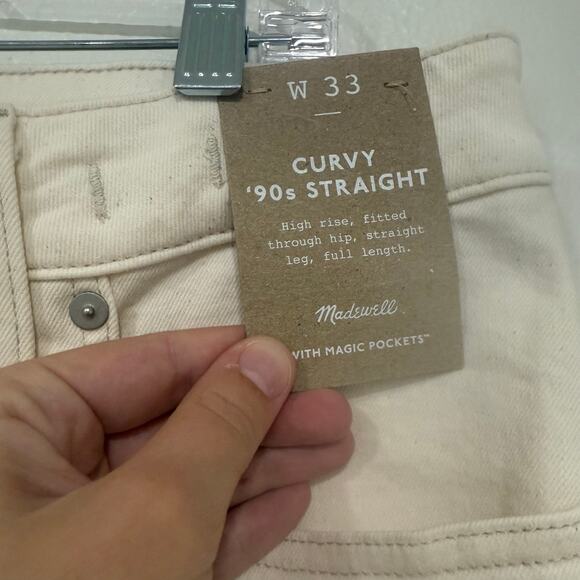 W 33
CURVY
‘90s STRAIGHT
High rise, fitted
through hip, straight
leg, full length.
Madewell
WITH MAGIC POCKETS™